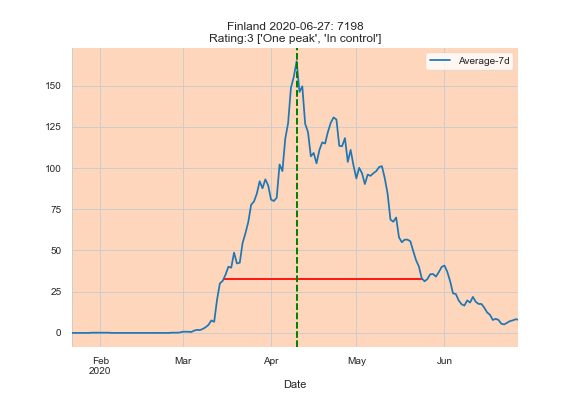 Finland 2020-06-27: 7198
Rating:3 ['One peak', 'In control']
Average-7d
150
125
100
75
50
25
0
Feb
2020
Mar
Apr
May
Jun
Date